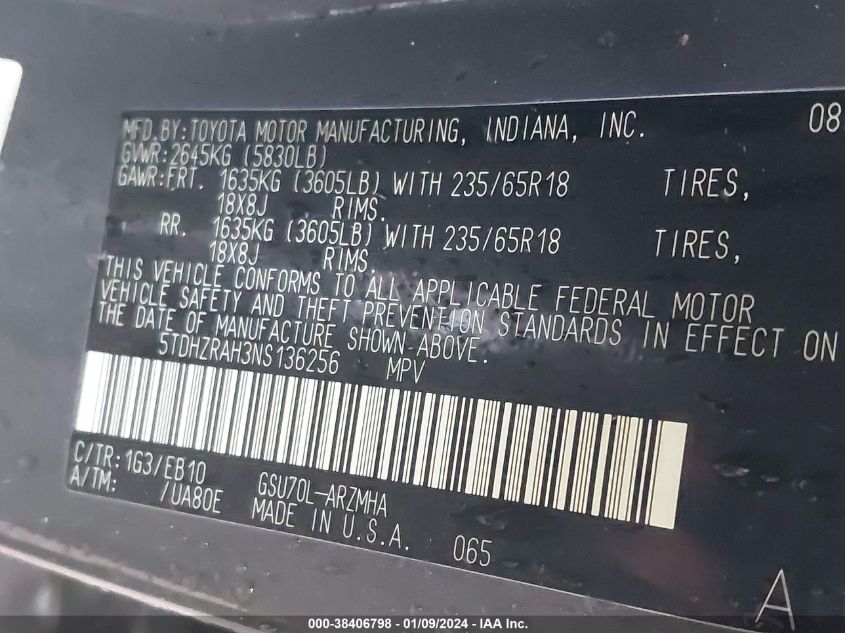 MFD.BY:TOYOTA MOTOR MANUFACTURING, INDIANA, INC. 08
GVWR:2645KG (5830LB)
GAWR:FRT. 1635KG (3605LB) WITH 235/65R18 TIRES,
18X8J RIMS.
RR. 1635KG (3605LB) WITH 235/65R18 TIRES,
18X8J RIMS.
THIS VEHICLE CONFORMS TO ALL APPLICABLE FEDERAL MOTOR
VEHICLE SAFETY AND THEFT PREVENTION STANDARDS IN EFFECT ON
THE DATE OF MANUFACTURE SHOWN ABOVE.
5TDHZRAH3NS136256 MPV
C/TR:1G3/EB10
A/TM: /UA80E GSU70L-ARZMHA
MADE IN U.S.A. 065
A
000-38406798 - 01/09/2024 - IAA Inc.